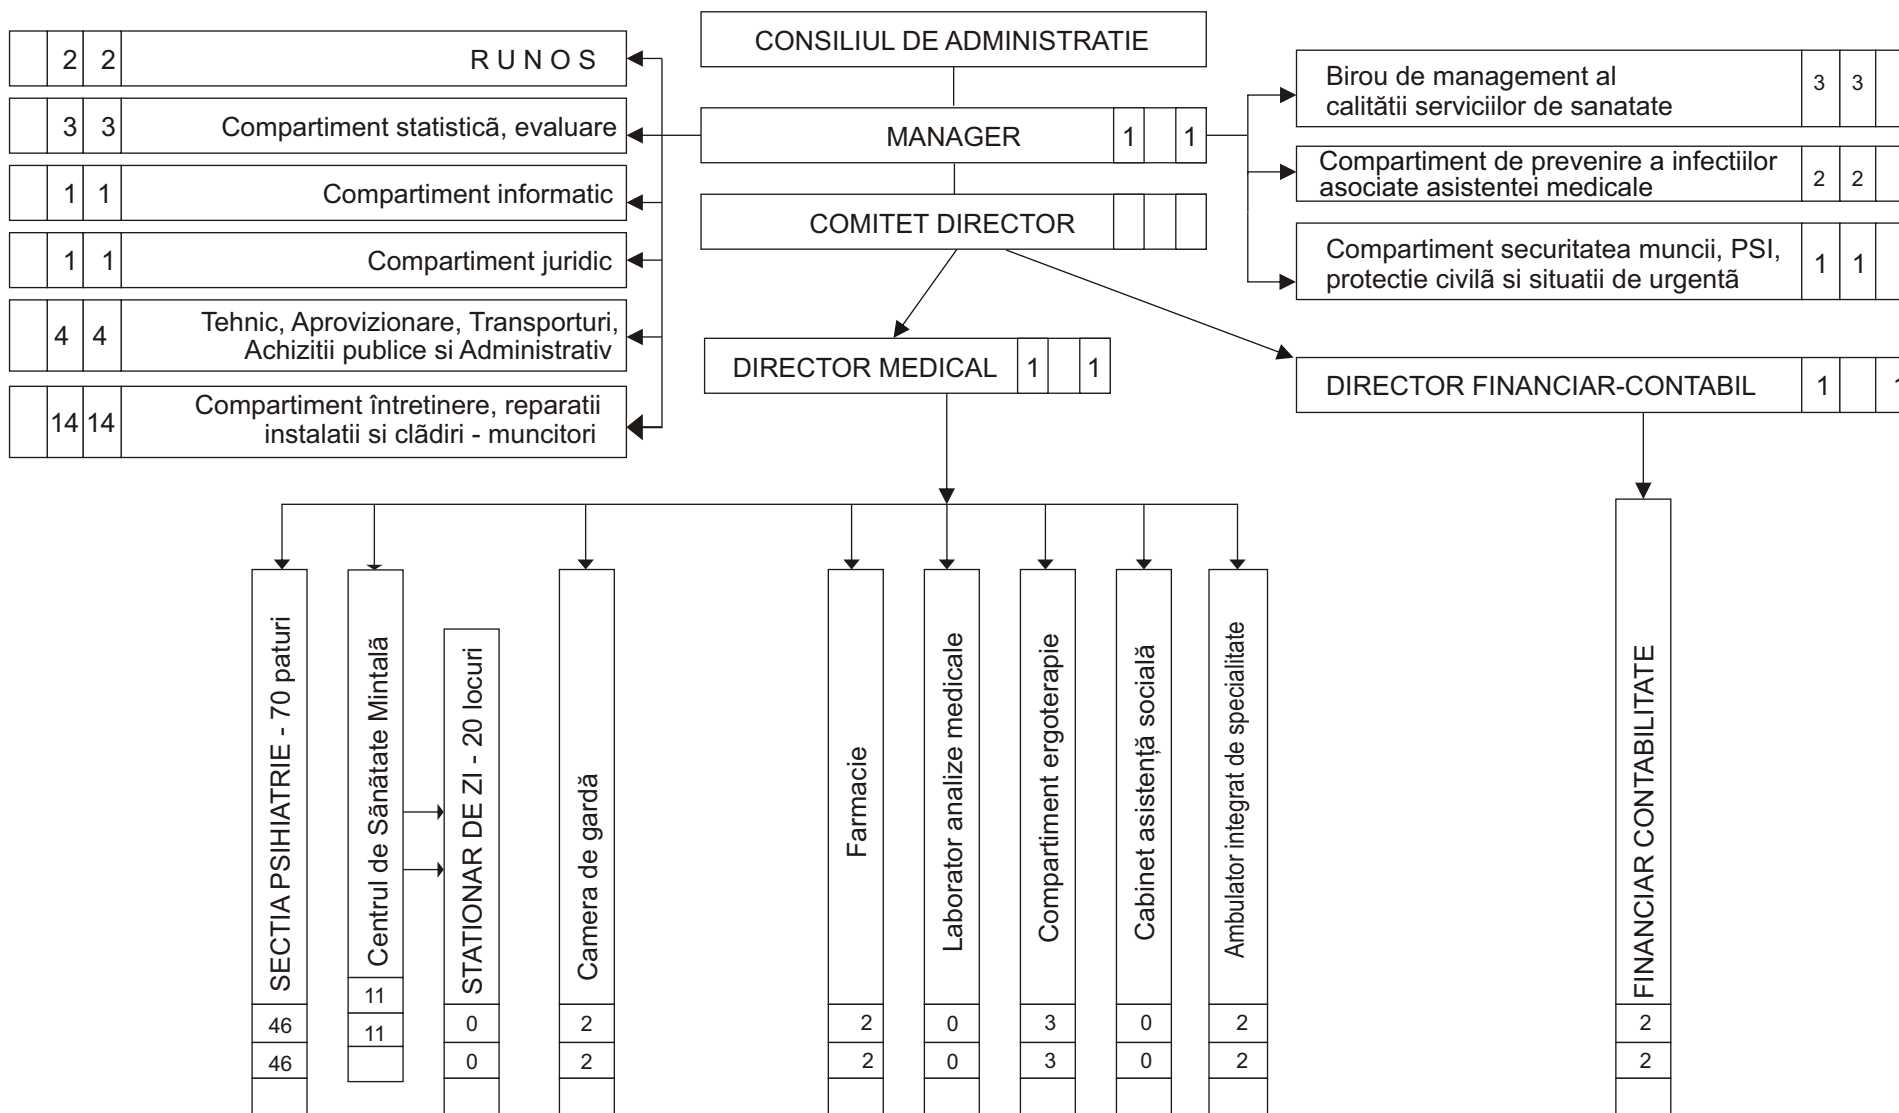 CONSILIUL DE ADMINISTRATIE
2 2 R U N O S
3 3 Compartiment statisticã, evaluare
1 1 Compartiment informatic
1 1 Compartiment juridic
4 4 Tehnic, Aprovizionare, Transporturi,
Achizitii publice si Administrativ
14 14 Compartiment întretinere, reparatii
instalatii si clãdiri - muncitori
MANAGER 1 1
COMITET DIRECTOR
Birou de management al
calitãtii serviciilor de sanatate 3 3
Compartiment de prevenire a infectiilor
asociate asistentei medicale 2 2
Compartiment securitatea muncii, PSI,
protectie civilã si situatii de urgentã 1 1
DIRECTOR MEDICAL 1 1
DIRECTOR FINANCIAR-CONTABIL 1 1
SECTIA PSIHIATRIE - 70 paturi
46
46
Centrul de Sãnãtate Mintalã
11
11
STATIONAR DE ZI - 20 locuri
0
0
Camera de gardă
2
2
Farmacie
2
2
Laborator analize medicale
0
0
Compartiment ergoterapie
3
3
Cabinet asistență socială
0
0
Ambulator integrat de specialitate
2
2
FINANCIAR CONTABILITATE
2
2